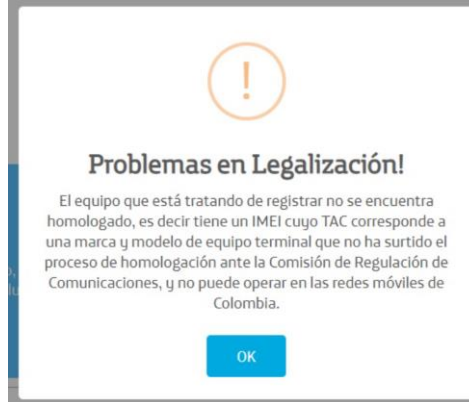 !
Problemas en Legalización!
El equipo que está tratando de registrar no se encuentra
homologado, es decir tiene un IMEI cuyo TAC corresponde a
una marca y modelo de equipo terminal que no ha surtido el
proceso de homologación ante la Comisión de Regulación de
Comunicaciones, y no puede operar en las redes móviles de
Colombia.
OK